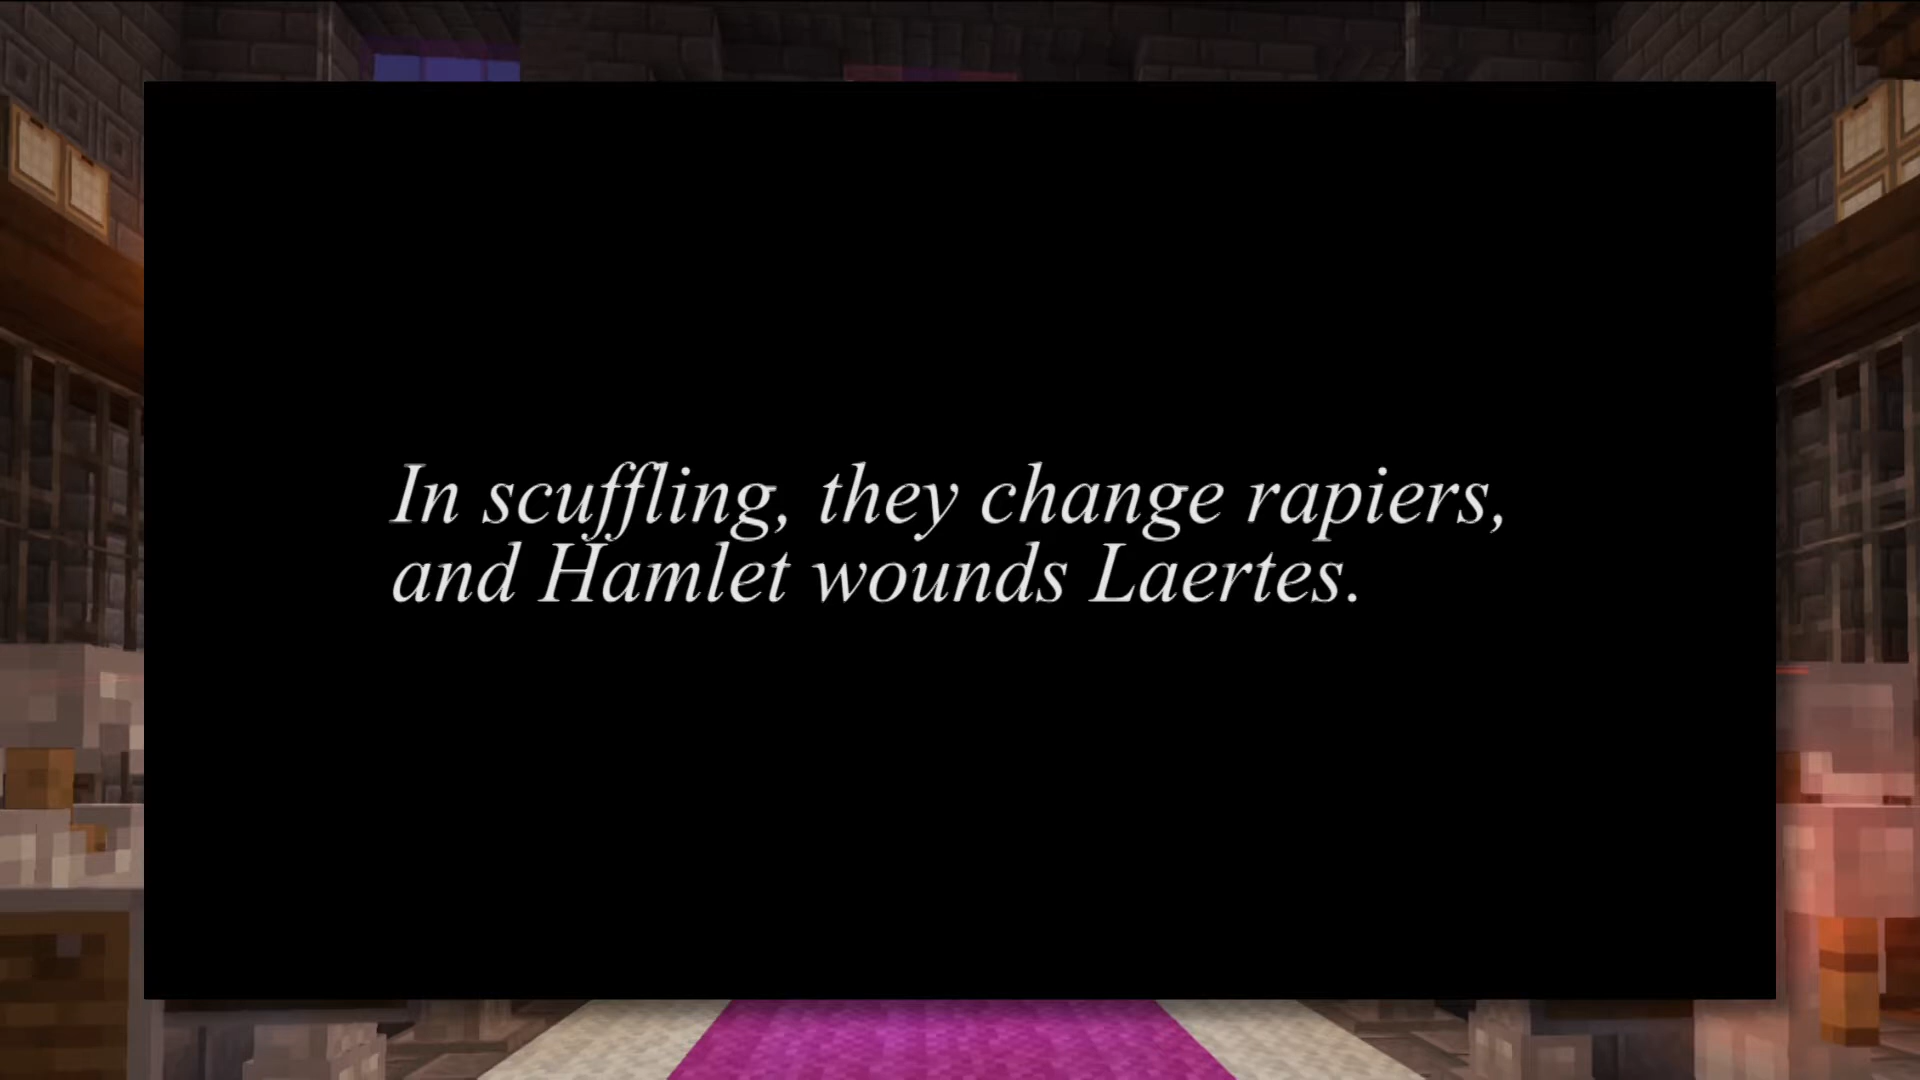 In scuffling, they change rapiers,
and Hamlet wounds Laertes.